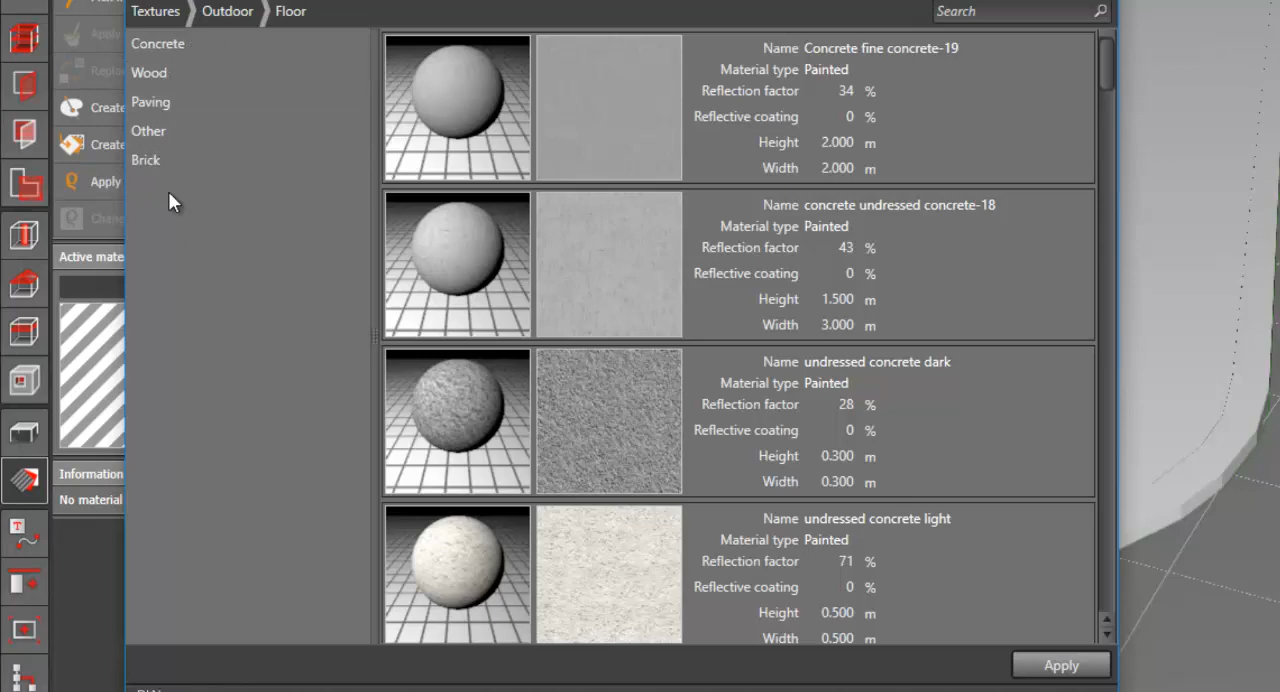 Textures Outdoor Floor Search
Apply
Create
Create
Apply
Active mate
Information
No material
Concrete
Wood
Paving
Other
Brick
Name Concrete fine concrete-19
Material type Painted
Reflection factor 34 %
Reflective coating 0 %
Height 2.000 m
Width 2.000 m
Name concrete undressed concrete-18
Material type Painted
Reflection factor 43 %
Reflective coating 0 %
Height 1.500 m
Width 3.000 m
Name undressed concrete dark
Material type Painted
Reflection factor 28 %
Reflective coating 0 %
Height 0.300 m
Width 0.300 m
Name undressed concrete light
Material type Painted
Reflection factor 71 %
Reflective coating 0 %
Height 0.500 m
Width 0.500 m
Apply